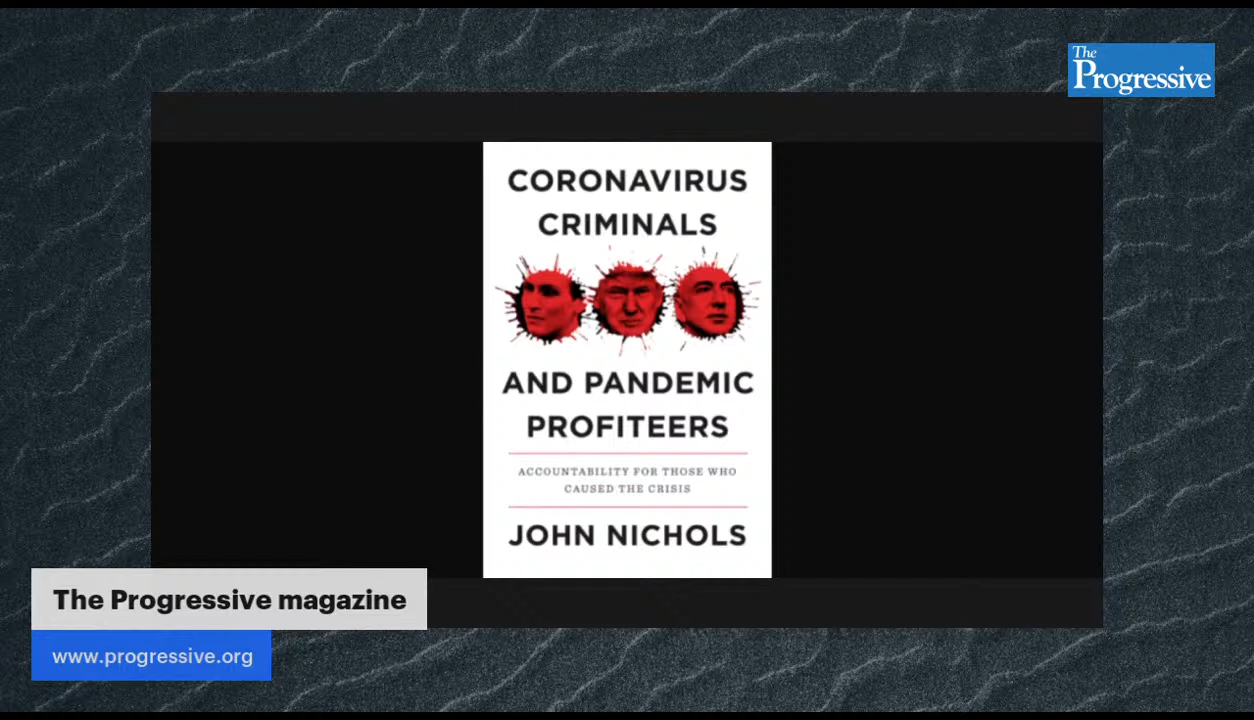 The
Progressive
CORONAVIRUS
CRIMINALS
AND PANDEMIC
PROFITEERS
ACCOUNTABILITY FOR THOSE WHO
CAUSED THE CRISIS
JOHN NICHOLS
The Progressive magazine
www.progressive.org